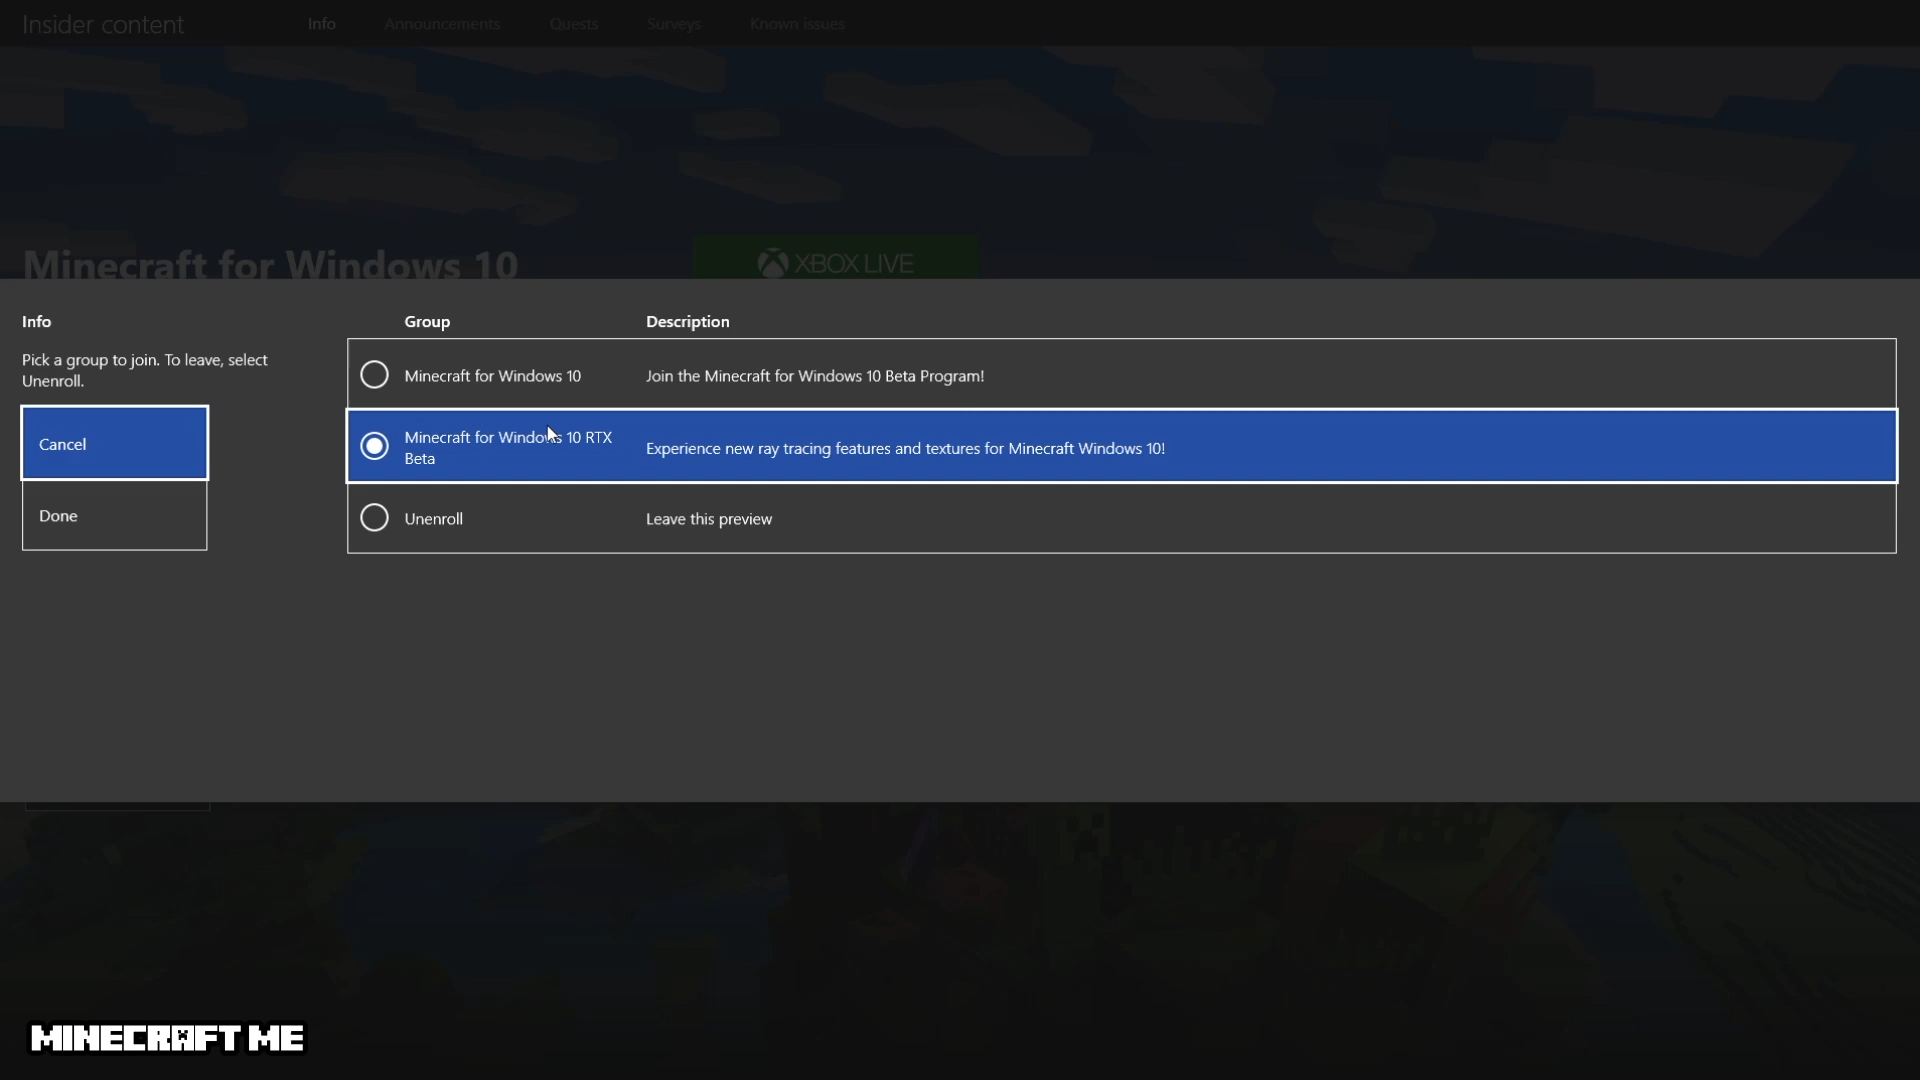 Insider content
Info
Announcements
Quests
Surveys
Known issues
Minecraft for Windows 10
XBOX LIVE
Info
Group
Description
Pick a group to join. To leave, select
Unenroll.
Minecraft for Windows 10
Join the Minecraft for Windows 10 Beta Program!
Cancel
Minecraft for Windows 10 RTX
Beta
Experience new ray tracing features and textures for Minecraft Windows 10!
Done
Unenroll
Leave this preview
MINECRAFT ME